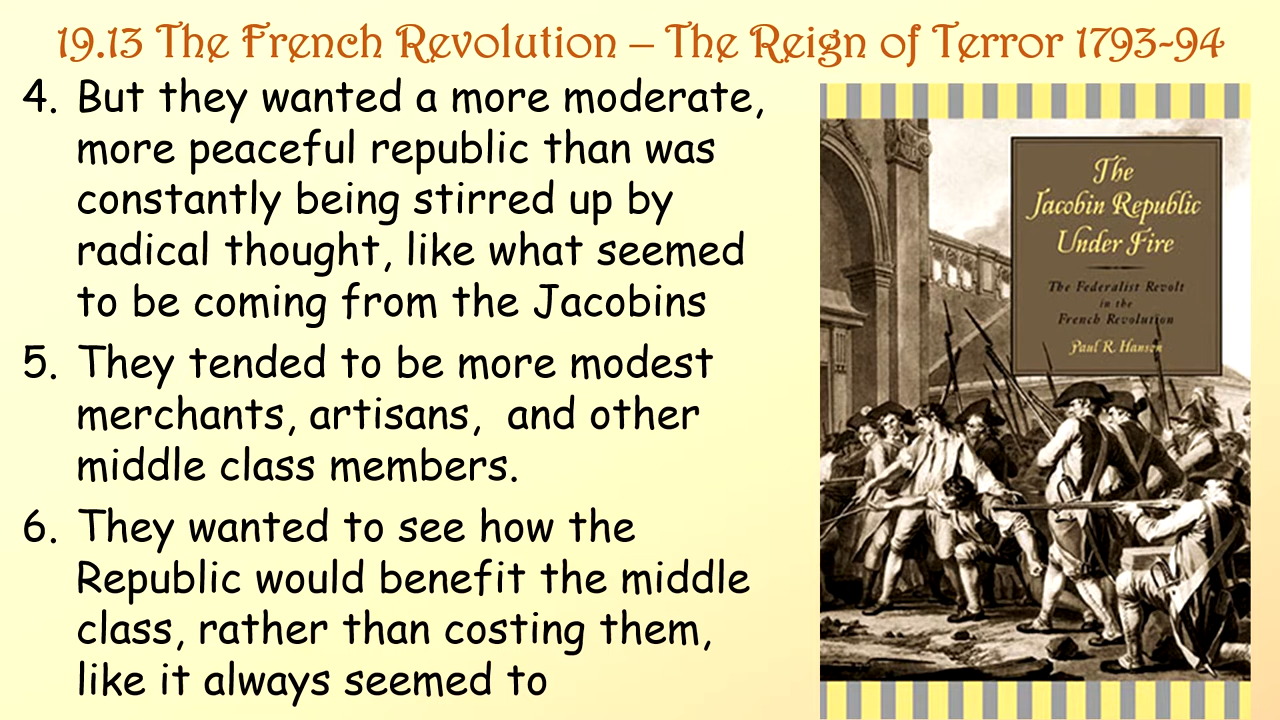 19.13 The French Revolution – The Reign of Terror 1793-94
4. But they wanted a more moderate,
more peaceful republic than was
constantly being stirred up by
radical thought, like what seemed
to be coming from the Jacobins
5. They tended to be more modest
merchants, artisans,  and other
middle class members.
6. They wanted to see how the
Republic would benefit the middle
class, rather than costing them,
like it always seemed to
The
Jacobin Republic
Under Fire
The Federalist Revolt
in the
French Revolution
Paul R. Hanson